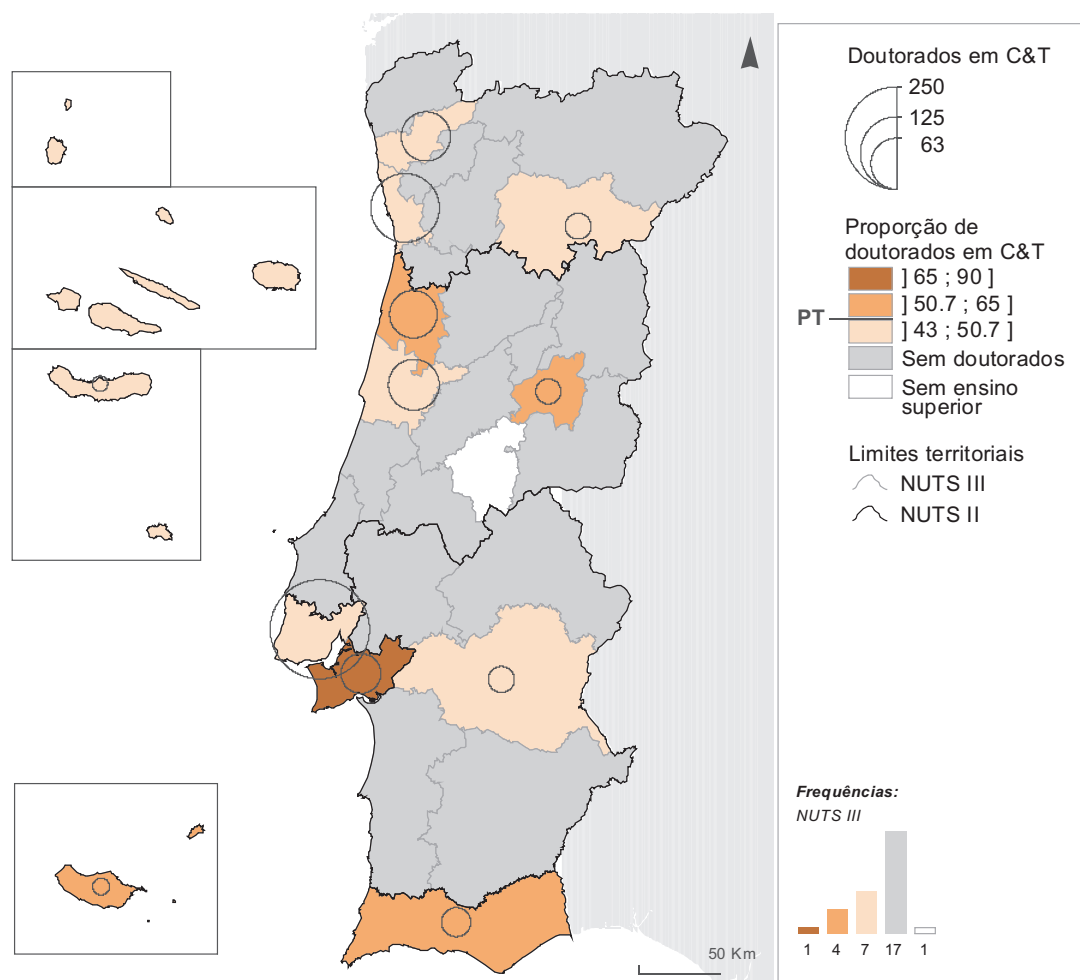 Doutorados em C&T
250
125
63
Proporção de
doutorados em C&T
] 65 ; 90 ]
] 50.7 ; 65 ]
PT
] 43 ; 50.7 ]
Sem doutorados
Sem ensino
superior
Limites territoriais
NUTS III
NUTS II
Frequências:
NUTS III
1 4 7 17 1
50 Km